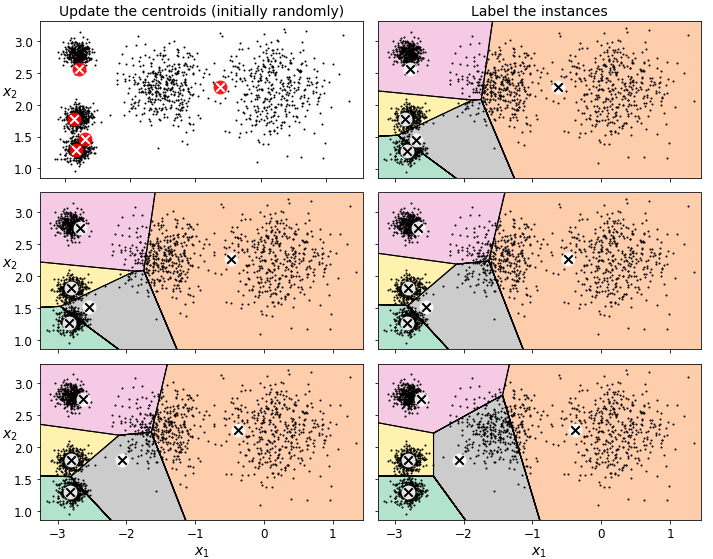 Update the centroids (initially randomly)
Label the instances
3.0
2.5
x₂
2.0
1.5
1.0
3.0
2.5
x₂
2.0
1.5
1.0
3.0
2.5
x₂
2.0
1.5
1.0
−3 −2 −1 0 1
−3 −2 −1 0 1
x₁
x₁